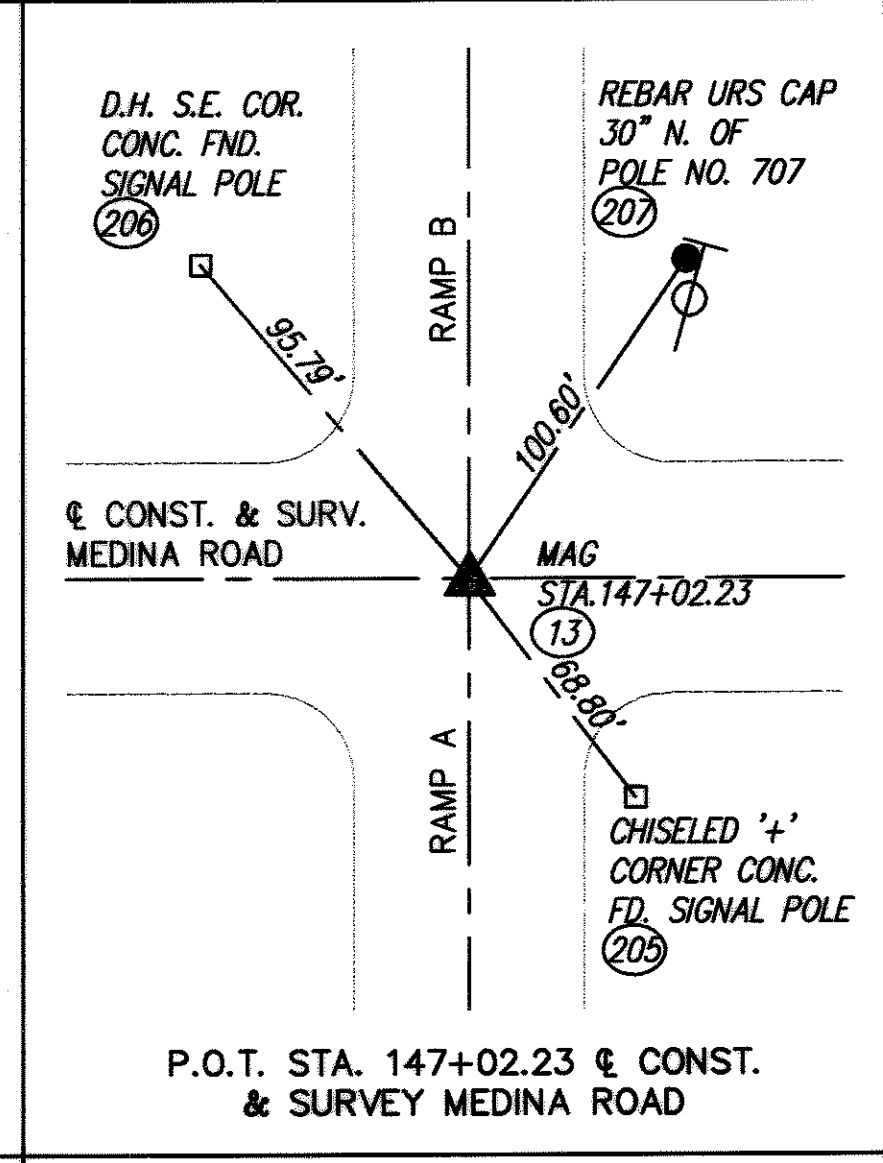 D.H. S.E. COR.
CONC. FND.
SIGNAL POLE
206
REBAR URS CAP
30" N. OF
POLE NO. 707
207
RAMP B
95.79'
100.60'
℄ CONST. & SURV.
MEDINA ROAD
MAG
STA.147+02.23
13
68.80'
RAMP A
CHISELED '+'
CORNER CONC.
FD. SIGNAL POLE
205
P.O.T. STA. 147+02.23 ℄ CONST.
& SURVEY MEDINA ROAD